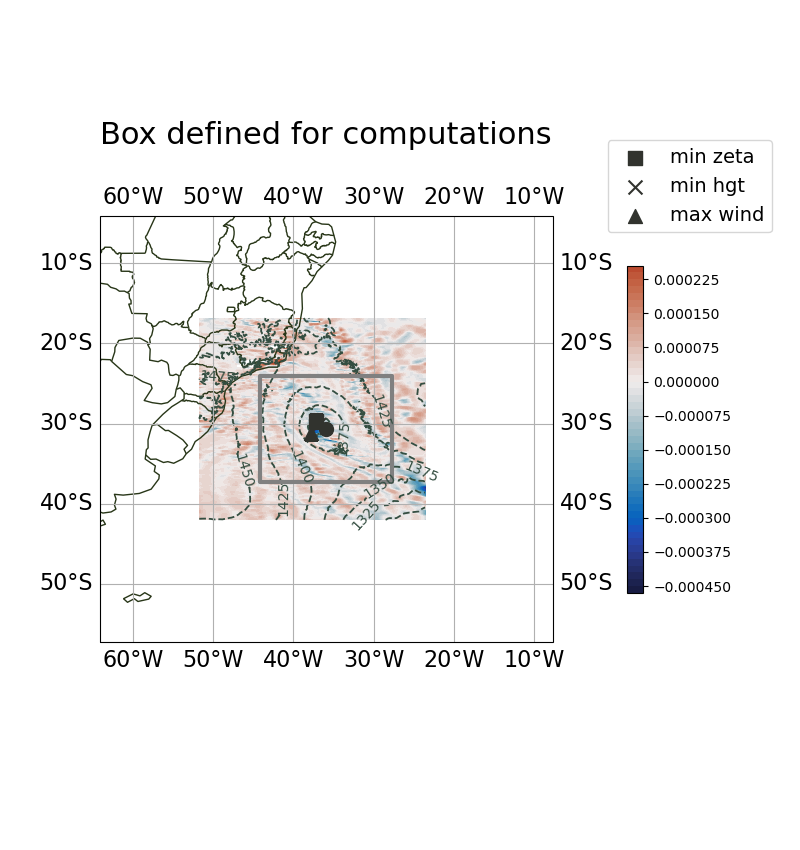 Box defined for computations
min zeta
min hgt
max wind
60°W 50°W 40°W 30°W 20°W 10°W
10°S 10°S
20°S 20°S
30°S 30°S
40°S 40°S
50°S 50°S
60°W 50°W 40°W 30°W 20°W 10°W
1425
1375
1450
1400
1425
1350
1375
1325
0.000225
0.000150
0.000075
0.000000
−0.000075
−0.000150
−0.000225
−0.000300
−0.000375
−0.000450